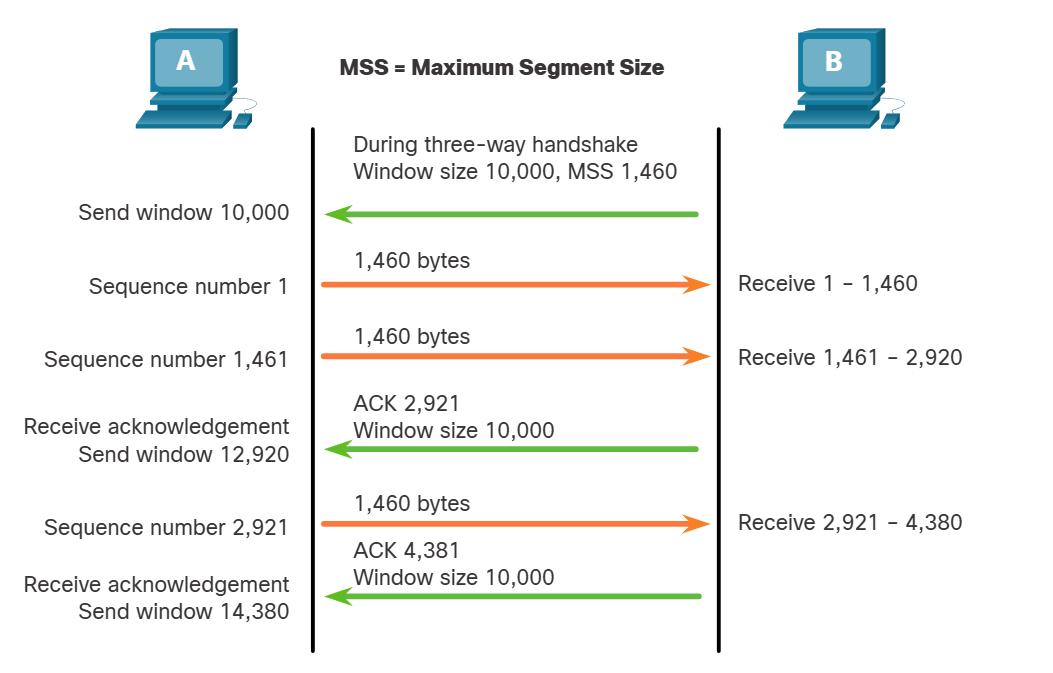 A
B
MSS = Maximum Segment Size
During three-way handshake
Window size 10,000, MSS 1,460
Send window 10,000
1,460 bytes
Sequence number 1
Receive 1 – 1,460
1,460 bytes
Sequence number 1,461
Receive 1,461 – 2,920
ACK 2,921
Window size 10,000
Receive acknowledgement
Send window 12,920
1,460 bytes
Sequence number 2,921
Receive 2,921 – 4,380
ACK 4,381
Window size 10,000
Receive acknowledgement
Send window 14,380